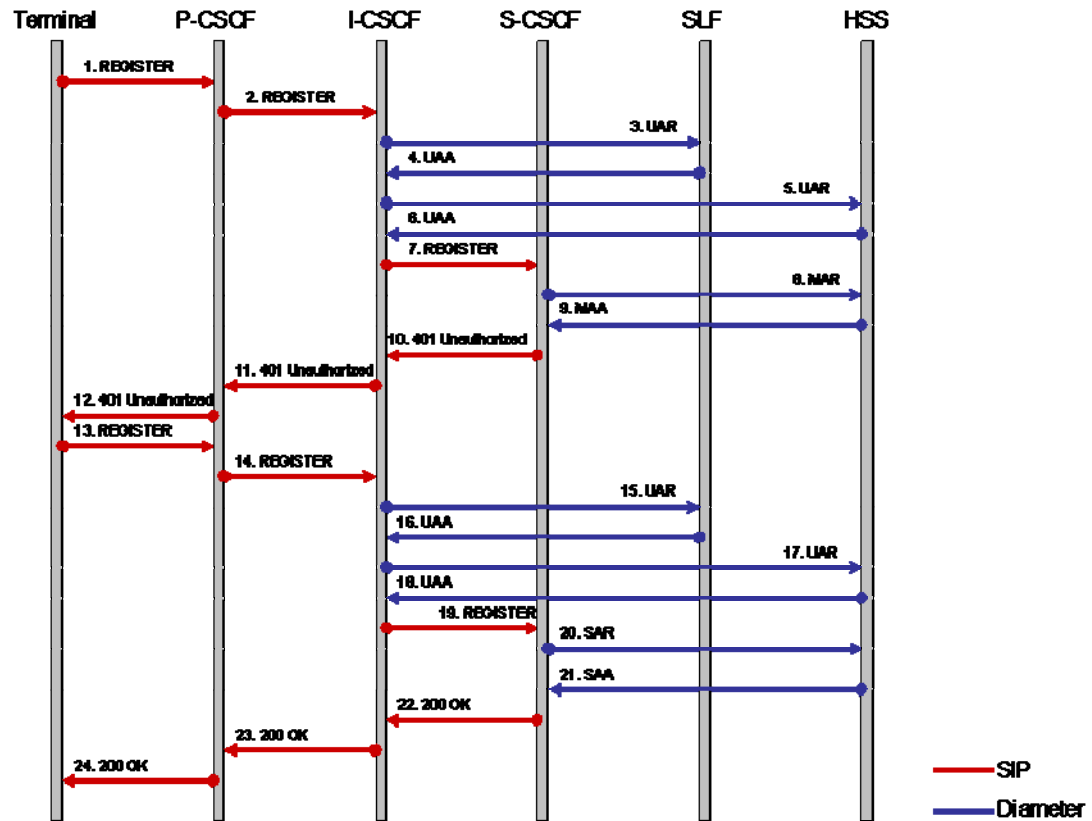 Terminal P-CSCF I-CSCF S-CSCF SLF HSS
1. REGISTER
2. REGISTER
3. UAR
4. UAA
5. UAR
6. UAA
7. REGISTER
8. MAR
9. MAA
10. 401 Unauthorized
11. 401 Unauthorized
12. 401 Unauthorized
13. REGISTER
14. REGISTER
15. UAR
16. UAA
17. UAR
18. UAA
19. REGISTER
20. SAR
21. SAA
22. 200 OK
23. 200 OK
24. 200 OK
SIP
Diameter